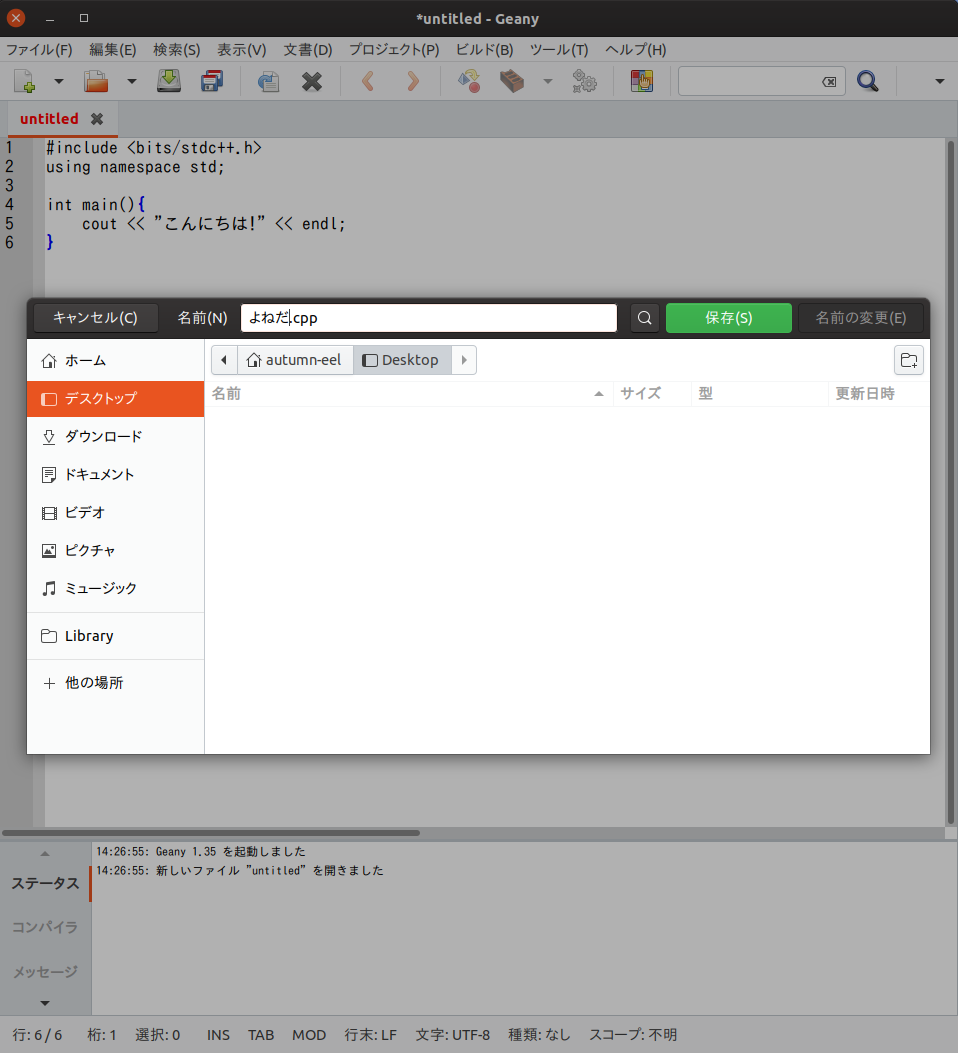 *untitled - Geany
ファイル(F) 編集(E) 検索(S) 表示(V) 文書(D) プロジェクト(P) ビルド(B) ツール(T) ヘルプ(H)
untitled
1 #include <bits/stdc++.h>
2 using namespace std;
3
4 int main(){
5     cout << "こんにちは!" << endl;
6 }
キャンセル(C) 名前(N) よねだ.cpp 保存(S) 名前の変更(E)
autumn-eel Desktop
名前 サイズ 型 更新日時
ホーム
デスクトップ
ダウンロード
ドキュメント
ビデオ
ピクチャ
ミュージック
Library
他の場所
ステータス
コンパイラ
メッセージ
14:26:55: Geany 1.35 を起動しました
14:26:55: 新しいファイル "untitled" を開きました
行: 6 / 6 桁: 1 選択: 0 INS TAB MOD 行末: LF 文字: UTF-8 種類: なし スコープ: 不明